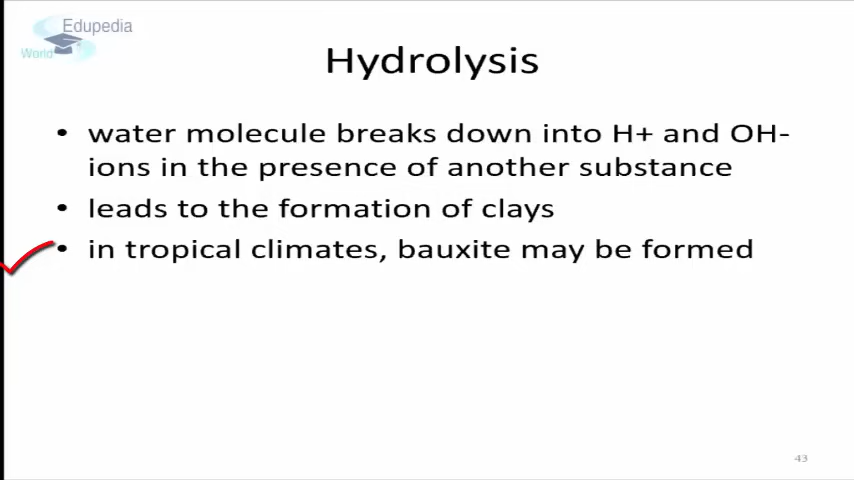 Edupedia
World
Hydrolysis
• water molecule breaks down into H+ and OH-
ions in the presence of another substance
• leads to the formation of clays
• in tropical climates, bauxite may be formed
43